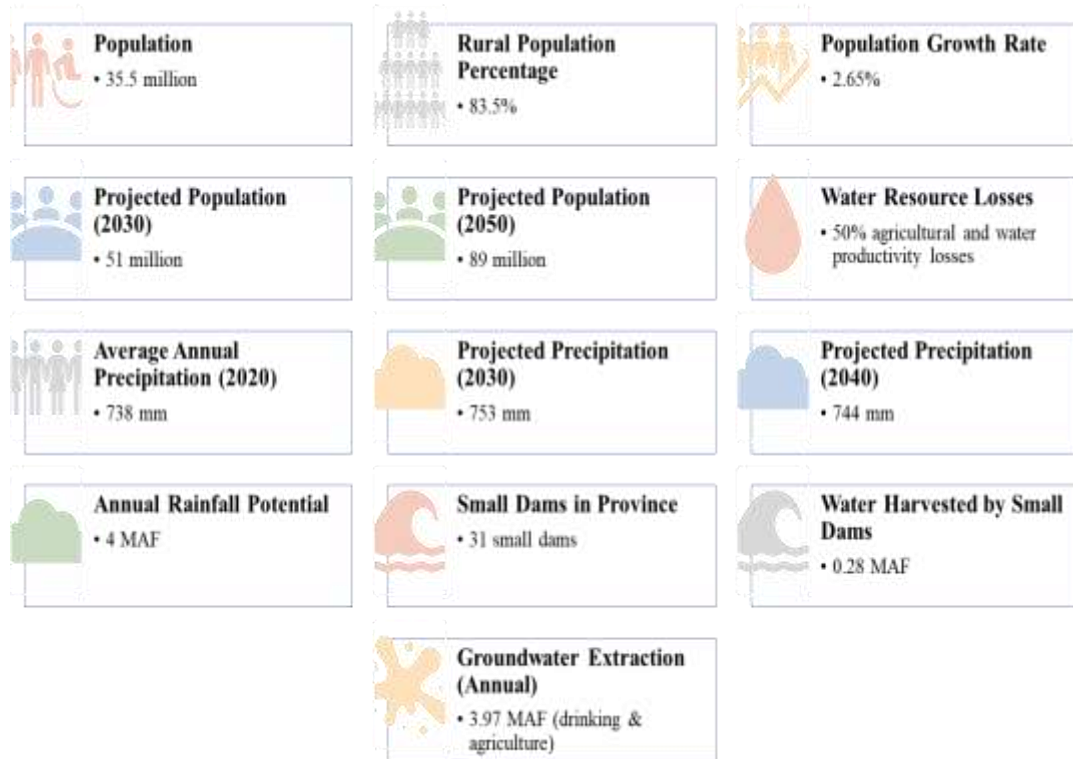 Population
• 35.5 million
Rural Population
Percentage
• 83.5%
Population Growth Rate
• 2.65%
Projected Population
(2030)
• 51 million
Projected Population
(2050)
• 89 million
Water Resource Losses
• 50% agricultural and water
productivity losses
Average Annual
Precipitation (2020)
• 738 mm
Projected Precipitation
(2030)
• 753 mm
Projected Precipitation
(2040)
• 744 mm
Annual Rainfall Potential
• 4 MAF
Small Dams in Province
• 31 small dams
Water Harvested by Small
Dams
• 0.28 MAF
Groundwater Extraction
(Annual)
• 3.97 MAF (drinking &
agriculture)